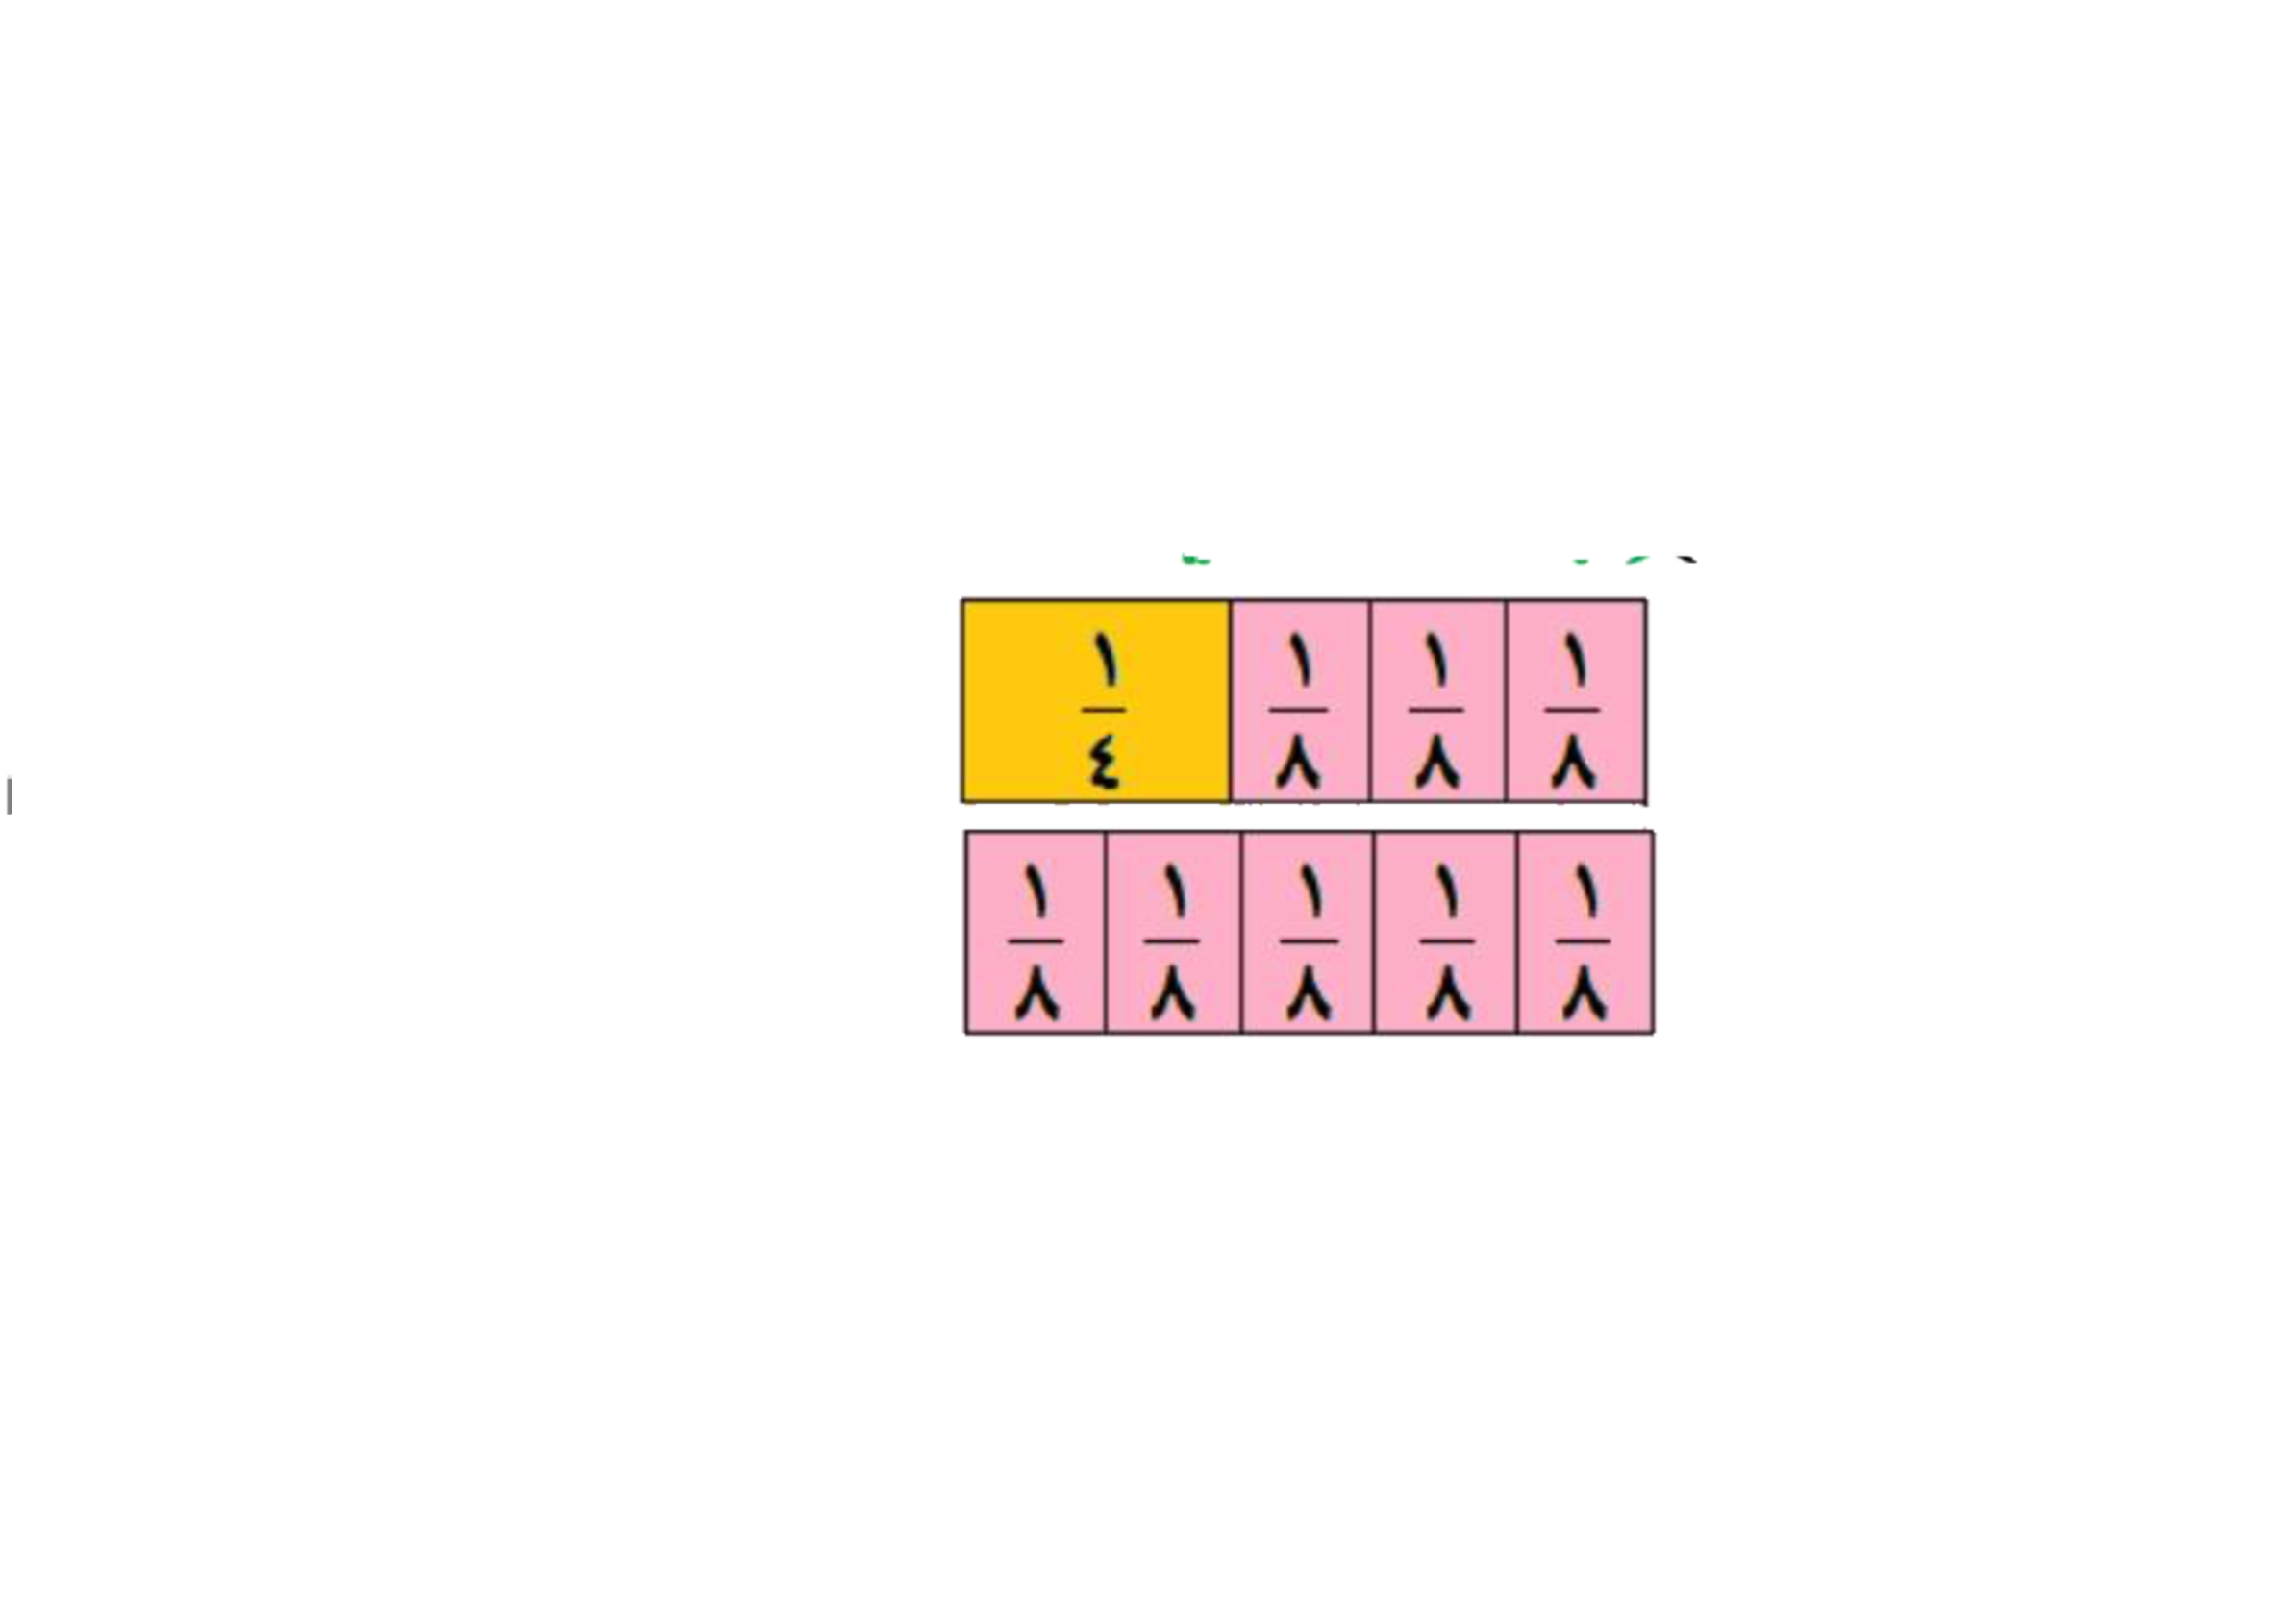 ١ ١ ١ ١
٤ ٨ ٨ ٨
١ ١ ١ ١ ١
٨ ٨ ٨ ٨ ٨